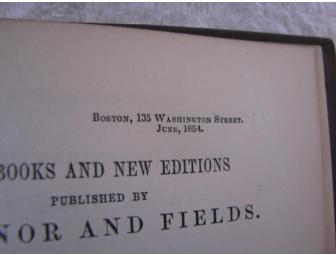 BOSTON, 135 WASHINGTON STREET.
JUNE, 1854.
BOOKS AND NEW EDITIONS
PUBLISHED BY
NOR AND FIELDS.